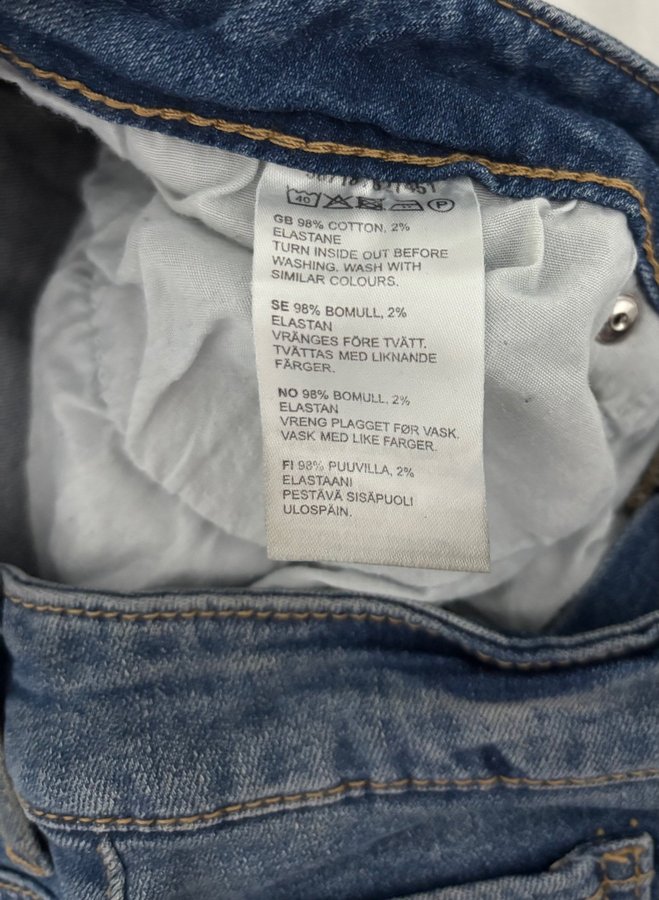 40 P
GB 98% COTTON, 2%
ELASTANE
TURN INSIDE OUT BEFORE
WASHING. WASH WITH
SIMILAR COLOURS.
SE 98% BOMULL, 2%
ELASTAN
VRÄNGES FÖRE TVÄTT.
TVÄTTAS MED LIKNANDE
FÄRGER.
NO 98% BOMULL, 2%
ELASTAN
VRENG PLAGGET FØR VASK.
VASK MED LIKE FARGER.
FI 98% PUUVILLA, 2%
ELASTAANI
PESTÄVÄ SISÄPUOLI
ULOSPÄIN.